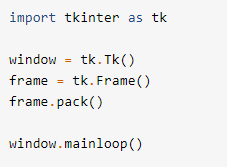 import tkinter as tk
window = tk.Tk()
frame = tk.Frame()
frame.pack()
window.mainloop()